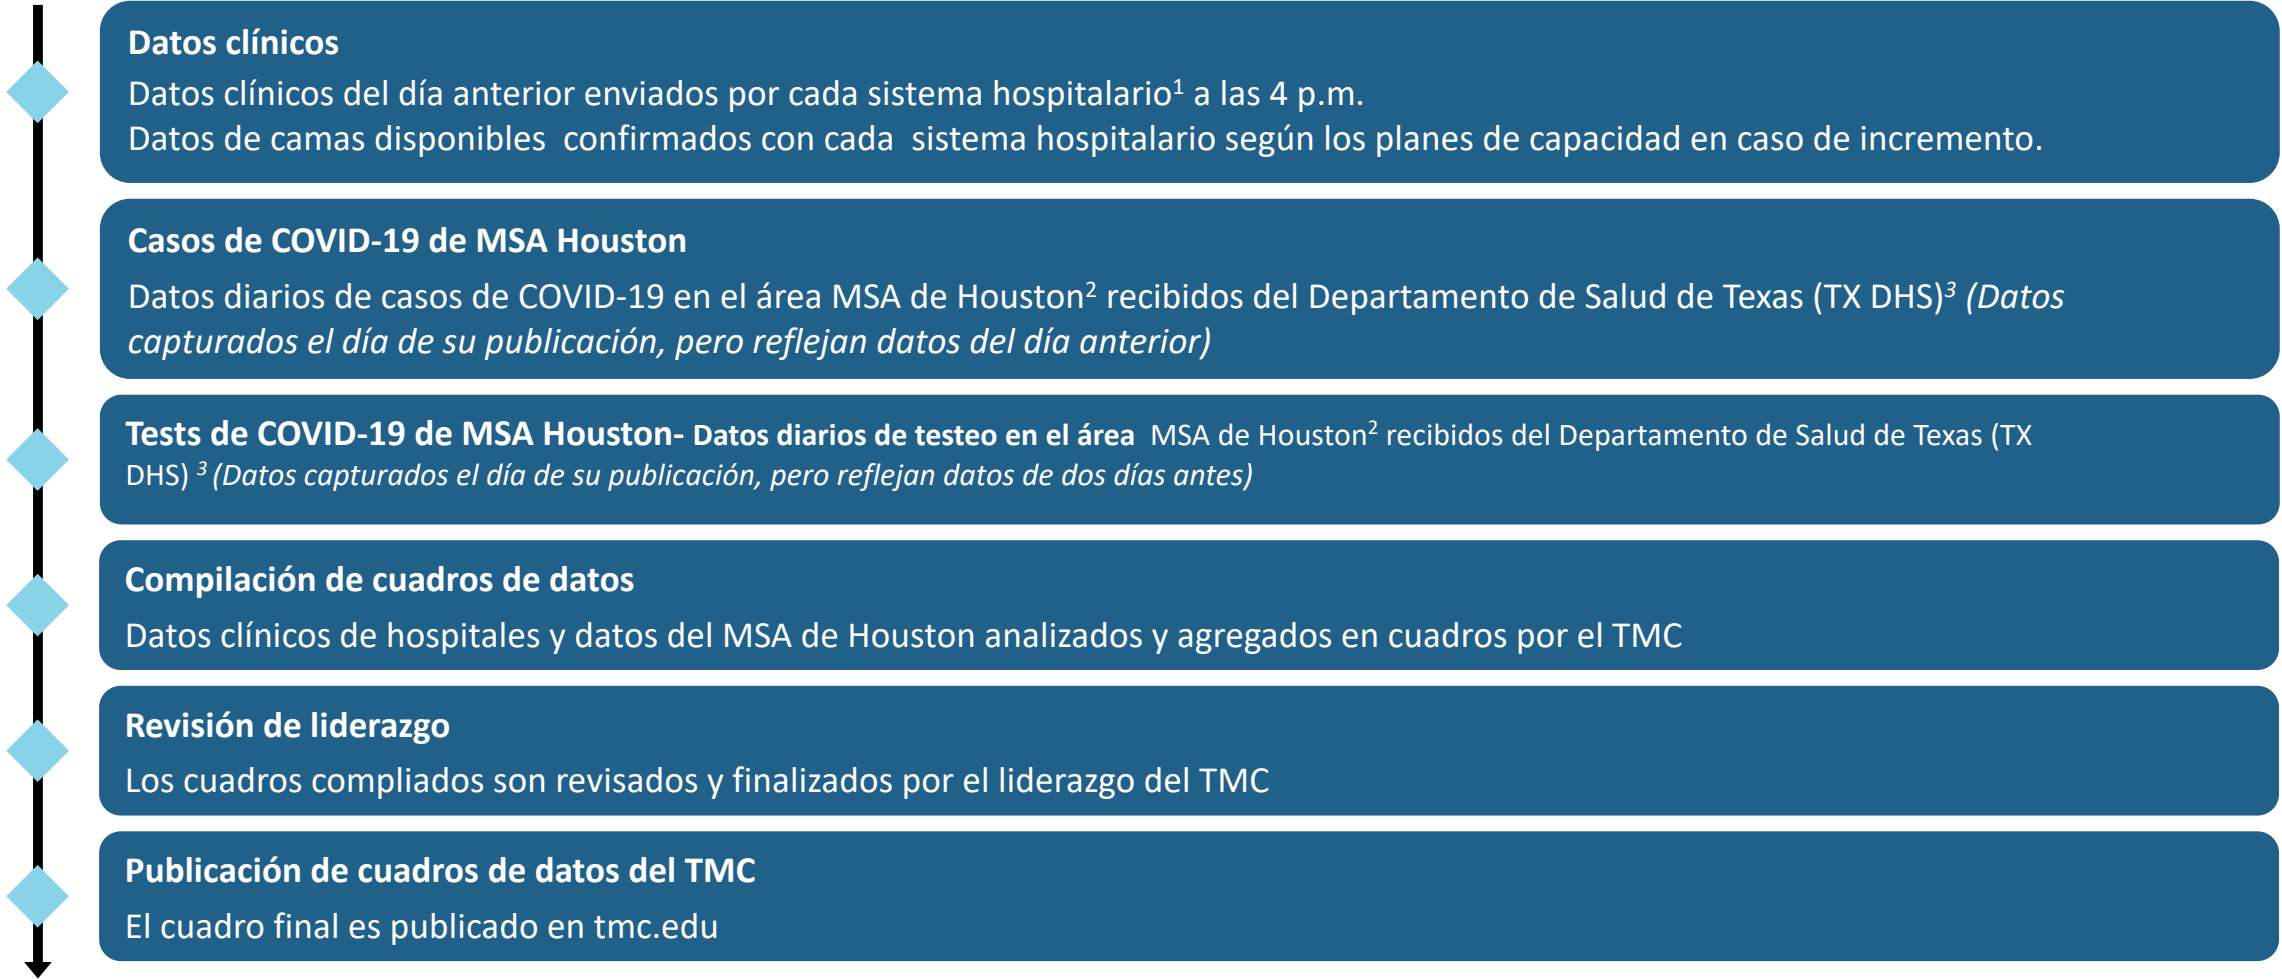 Datos clínicos
Datos clínicos del día anterior enviados por cada sistema hospitalario¹ a las 4 p.m.
Datos de camas disponibles  confirmados con cada  sistema hospitalario según los planes de capacidad en caso de incremento.
Casos de COVID-19 de MSA Houston
Datos diarios de casos de COVID-19 en el área MSA de Houston² recibidos del Departamento de Salud de Texas (TX DHS)³ (Datos
capturados el día de su publicación, pero reflejan datos del día anterior)
Tests de COVID-19 de MSA Houston- Datos diarios de testeo en el área  MSA de Houston² recibidos del Departamento de Salud de Texas (TX
DHS) ³ (Datos capturados el día de su publicación, pero reflejan datos de dos días antes)
Compilación de cuadros de datos
Datos clínicos de hospitales y datos del MSA de Houston analizados y agregados en cuadros por el TMC
Revisión de liderazgo
Los cuadros compliados son revisados y finalizados por el liderazgo del TMC
Publicación de cuadros de datos del TMC
El cuadro final es publicado en tmc.edu